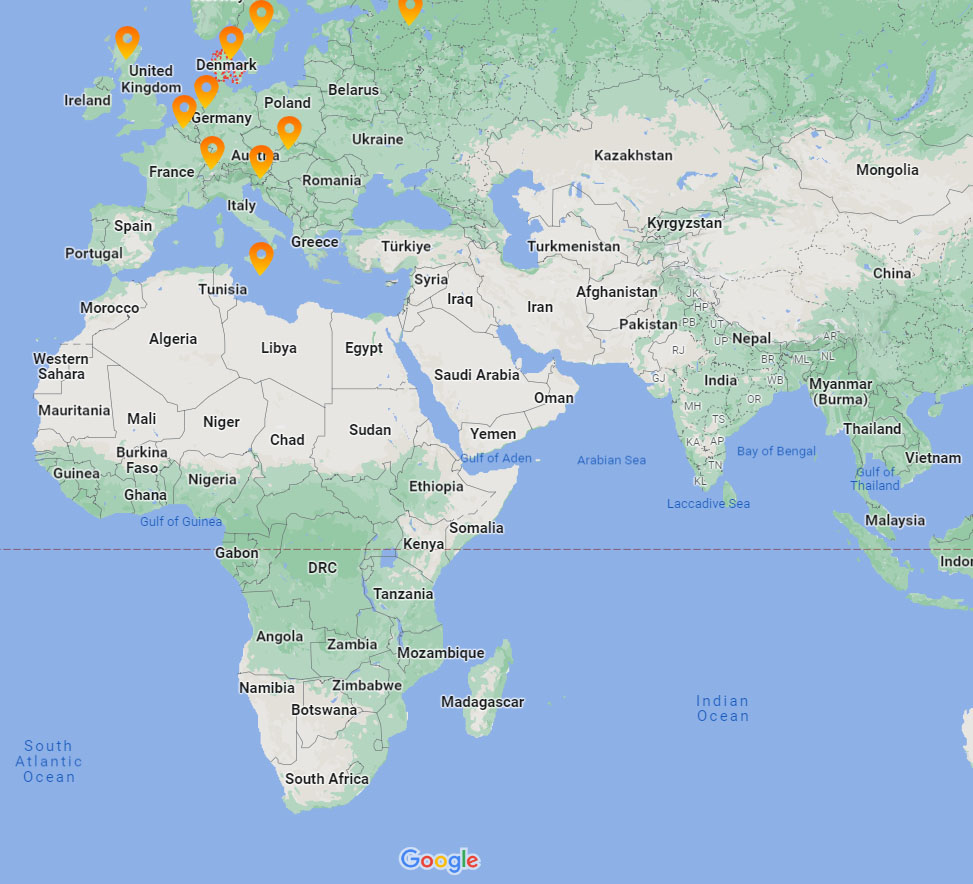 Denmark
United
Kingdom
Ireland
Belarus
Poland
Germany
Ukraine
Austria
France
Romania
Kazakhstan
Mongolia
Italy
Spain
Kyrgyzstan
Greece
Türkiye
Turkmenistan
Portugal
China
Syria
Tunisia
Afghanistan
JK
Iraq
Iran
HP
Morocco
Pakistan
PB
UT
Algeria
UP
Nepal
AR
Libya
Egypt
RJ
BR
ML
NL
Western
Sahara
Saudi Arabia
GJ
India
WB
Myanmar
(Burma)
Oman
OR
Mauritania
Mali
Niger
MH
TS
Thailand
Sudan
Yemen
Chad
KA
AP
Burkina
Faso
Gulf of Aden
Arabian Sea
Bay of Bengal
Vietnam
TN
Guinea
Nigeria
KL
Gulf of
Thailand
Ethiopia
Ghana
Laccadive Sea
Gulf of Guinea
Somalia
Malaysia
Kenya
Gabon
DRC
Indon
Tanzania
Angola
Zambia
Mozambique
Namibia
Zimbabwe
Botswana
Madagascar
Indian
Ocean
South
Atlantic
Ocean
South Africa
Google